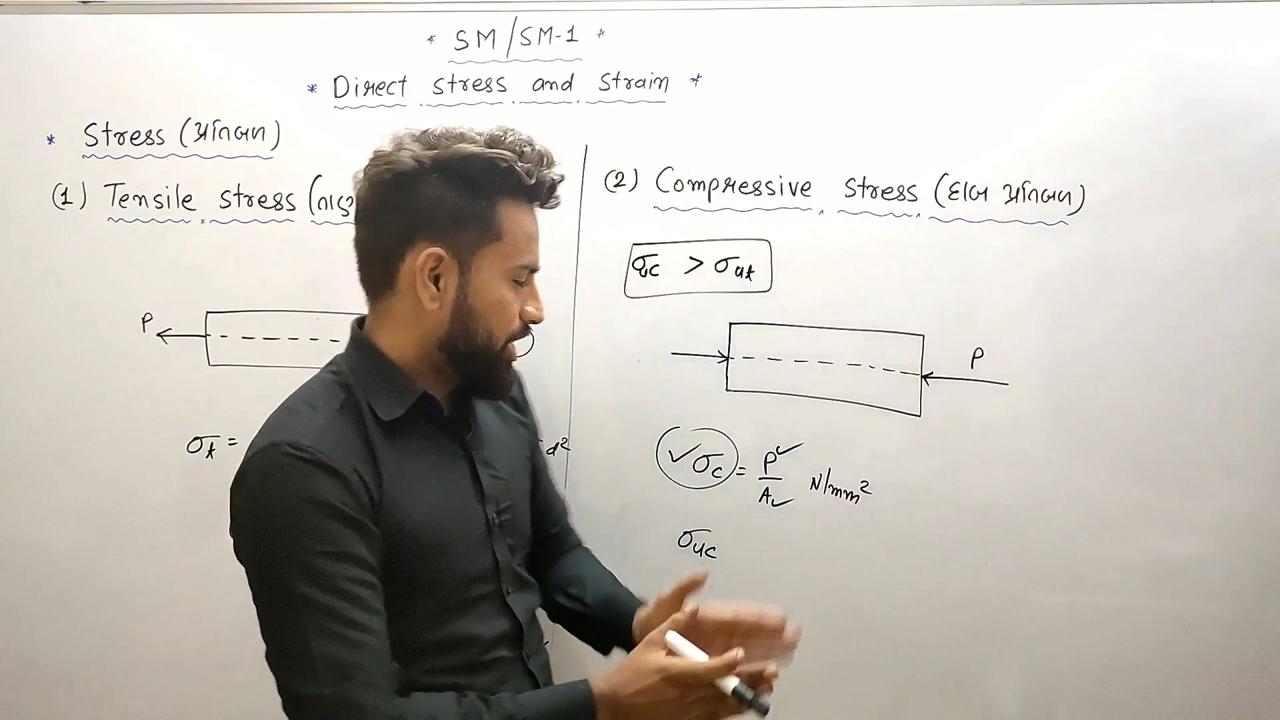 * SM/SM-1 *
* Direct stress and strain *
* Stress (પ્રતિબળ)
(1) Tensile stress (
P
σt =
d²
(2) Compressive stress (દાબ પ્રતિબળ)
σc > σut
P
✓σc = P✓/A✓ N/mm²
σuc